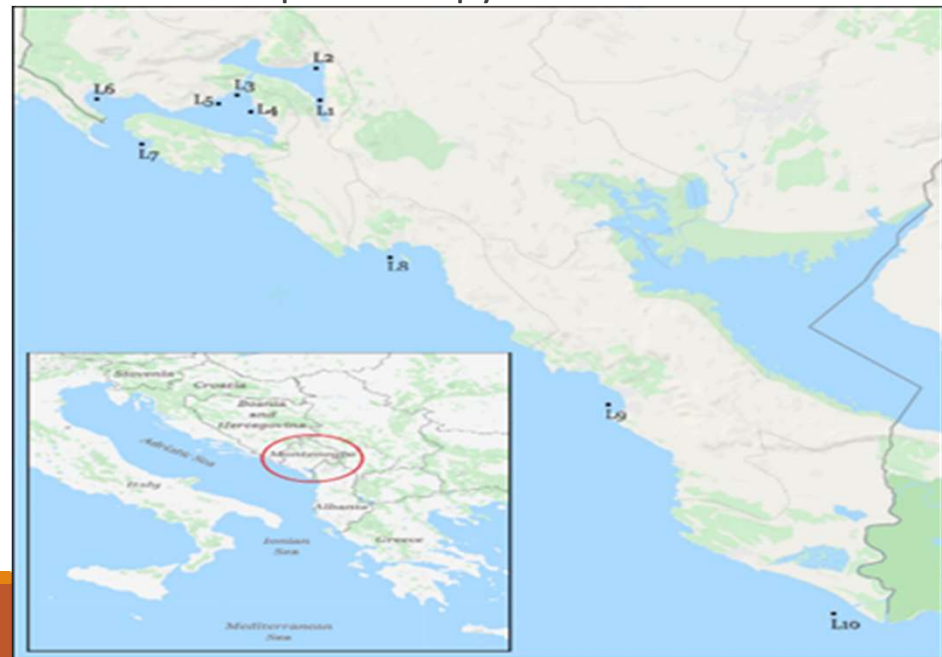 L2
L6
L3
L5
L4
L1
L7
L8
L9
L10
Slovenia
Croatia
Bosnia
and
Hercegovina
Adriatic Sea
Montenegro
Italy
Albania
Ionian
Sea
Greece
Mediterranean
Sea